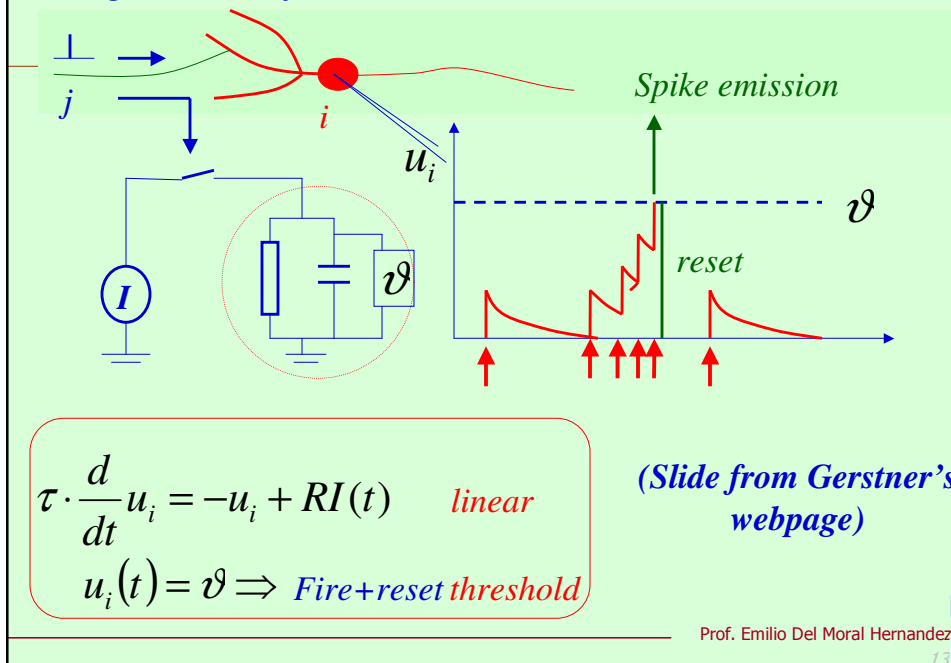 j
i
Spike emission
u_i
ϑ
reset
I
ϑ
τ · d/dt u_i = −u_i + RI(t) linear
u_i(t) = ϑ ⇒ Fire+reset threshold
(Slide from Gerstner's
webpage)
Prof. Emilio Del Moral Hernandez
13